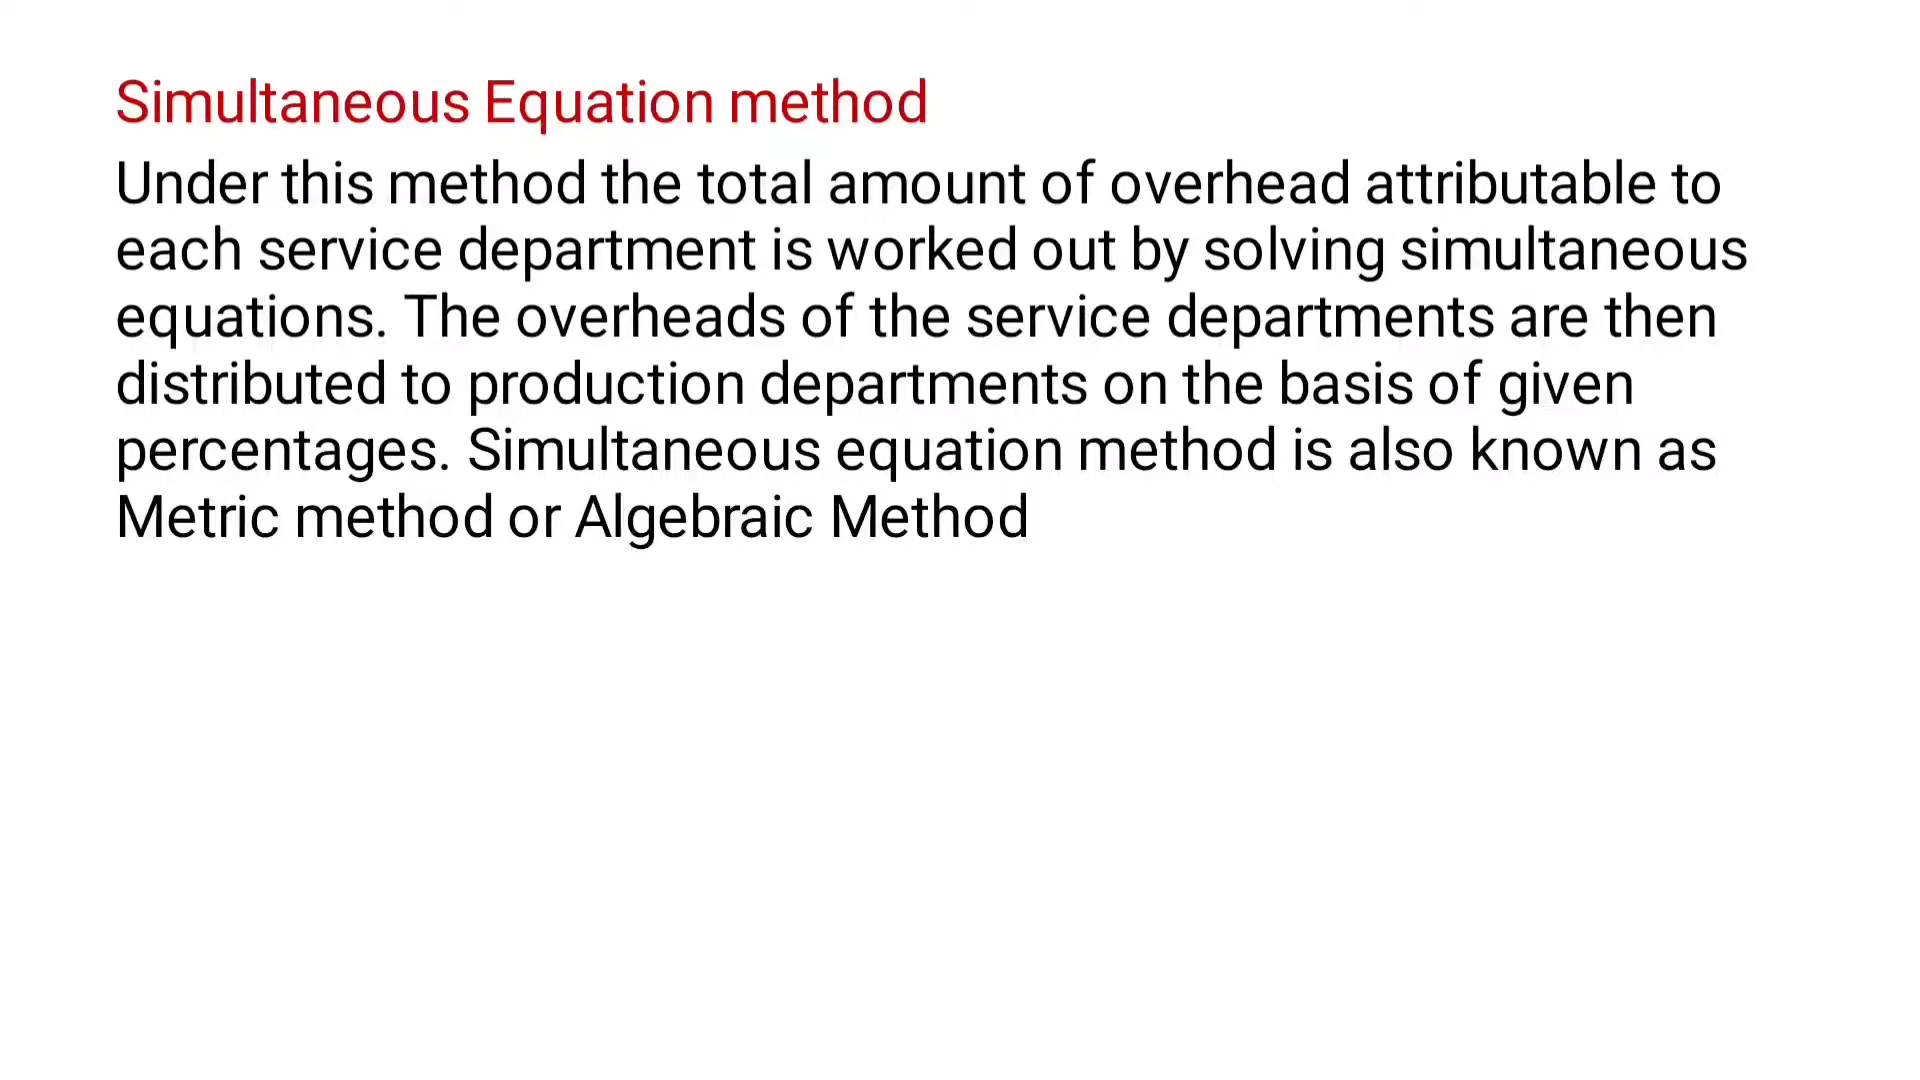 Simultaneous Equation method
Under this method the total amount of overhead attributable to
each service department is worked out by solving simultaneous
equations. The overheads of the service departments are then
distributed to production departments on the basis of given
percentages. Simultaneous equation method is also known as
Metric method or Algebraic Method